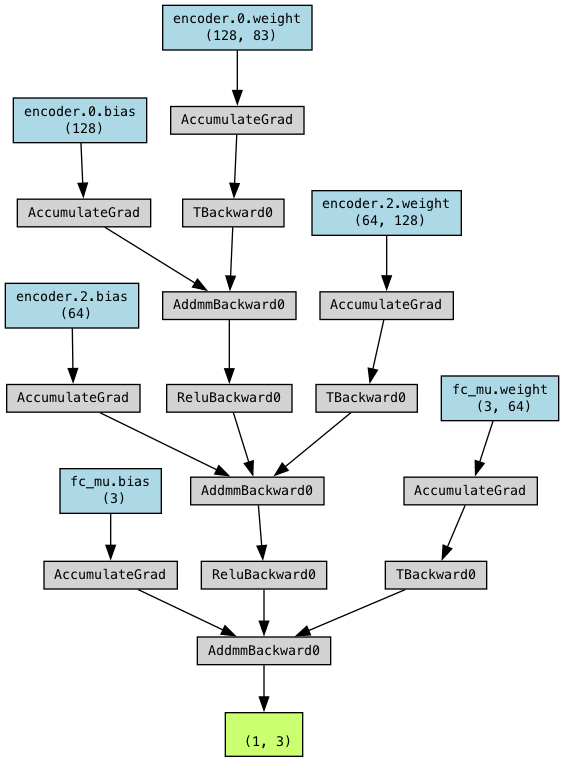 encoder.0.weight
(128, 83)
encoder.0.bias
(128)
AccumulateGrad
AccumulateGrad
TBackward0
encoder.2.weight
(64, 128)
encoder.2.bias
(64)
AddmmBackward0
AccumulateGrad
AccumulateGrad
ReluBackward0
TBackward0
fc_mu.weight
(3, 64)
fc_mu.bias
(3)
AddmmBackward0
AccumulateGrad
AccumulateGrad
ReluBackward0
TBackward0
AddmmBackward0
(1, 3)